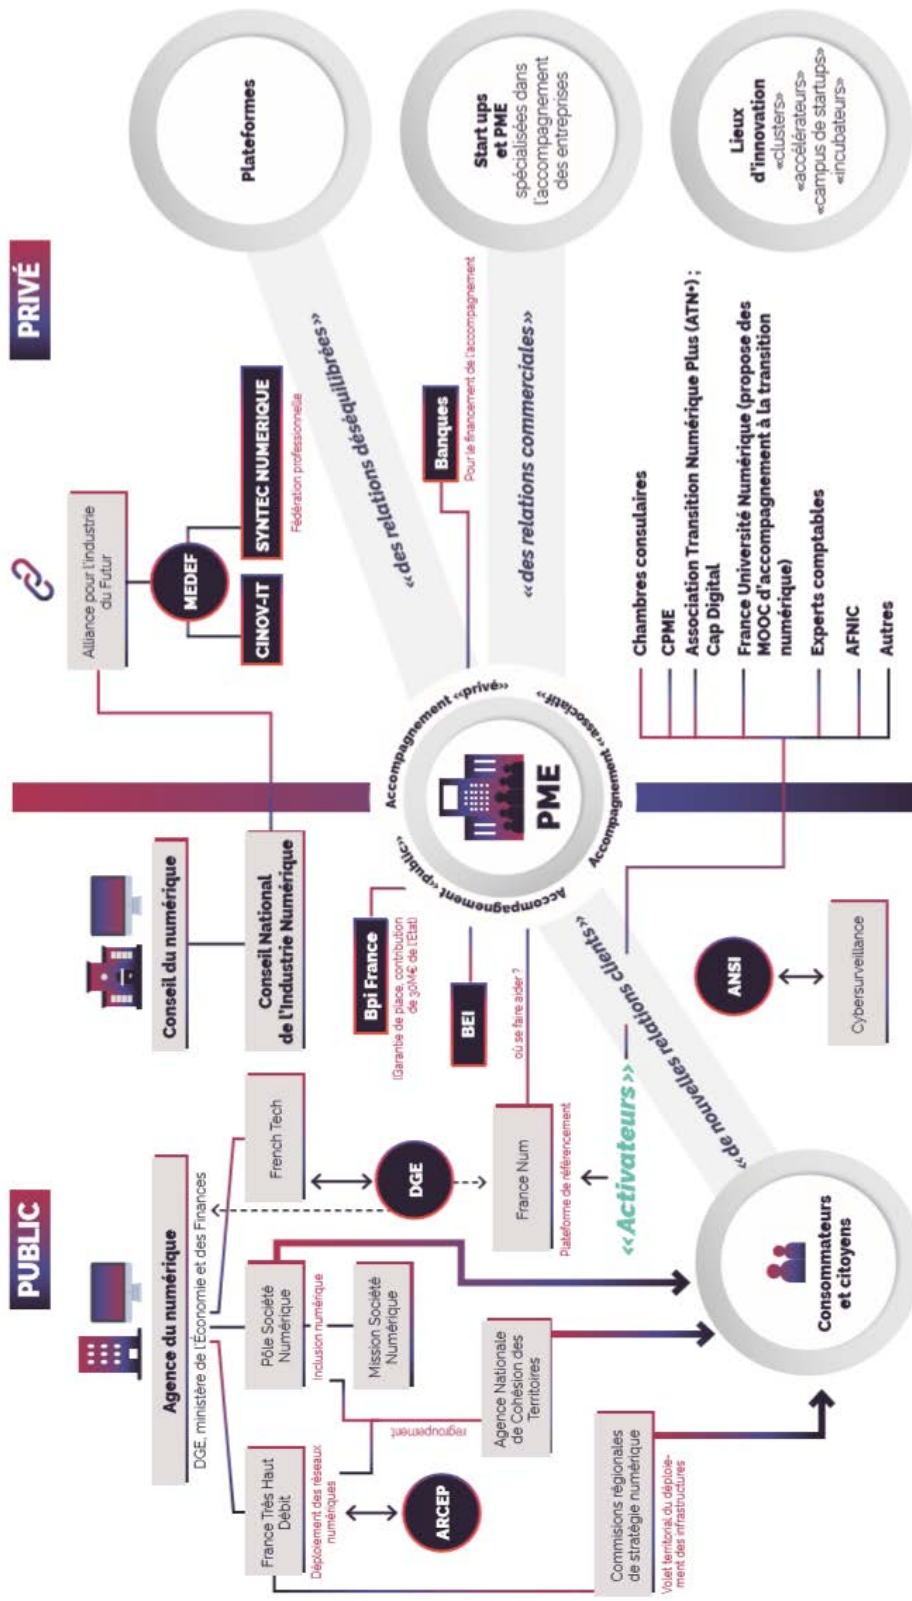 PUBLIC
PRIVÉ
Agence du numérique
DGE, ministère de l'Économie et des Finances
France Très Haut
Débit
Déploiement des réseaux
numériques
ARCEP
Pôle Société
Numérique
Inclusion numérique
Mission Société
Numérique
French Tech
DGE
regroupement
Agence Nationale
de Cohésion des
Territoires
Commisions régionales
de stratégie numérique
Volet territorial du déploie-
ment des infrastructures
France Num
Plateforme de référencement
où se faire aider ?
«Activateurs»
Consommateurs
et citoyens
«de nouvelles relations clients»
Conseil du numérique
Conseil National
de l'Industrie Numérique
Bpi France
(Garantie de place, contribution
de 30M€ de l'Etat)
BEI
ANSI
Cybersurveillance
Accompagnement «public»
Accompagnement «privé»
Accompagnement «associatif»
PME
Alliance pour l'industrie
du Futur
MEDEF
CINOV-IT
SYNTEC NUMERIQUE
Fédération professionnelle
«des relations déséquilibrées»
Banques
Pour le financement de l'accompagnement
«des relations commerciales»
Chambres consulaires
CPME
Association Transition Numérique Plus (ATN+) ;
Cap Digital
France Université Numérique (propose des
MOOC d'accompagnement à la transition
numérique)
Experts comptables
AFNIC
Autres
Plateformes
Start ups
et PME
spécialisées dans
l'accompagnement
des entreprises
Lieux
d'innovation
«clusters»
«accélérateurs»
«campus de startups»
«incubateurs»